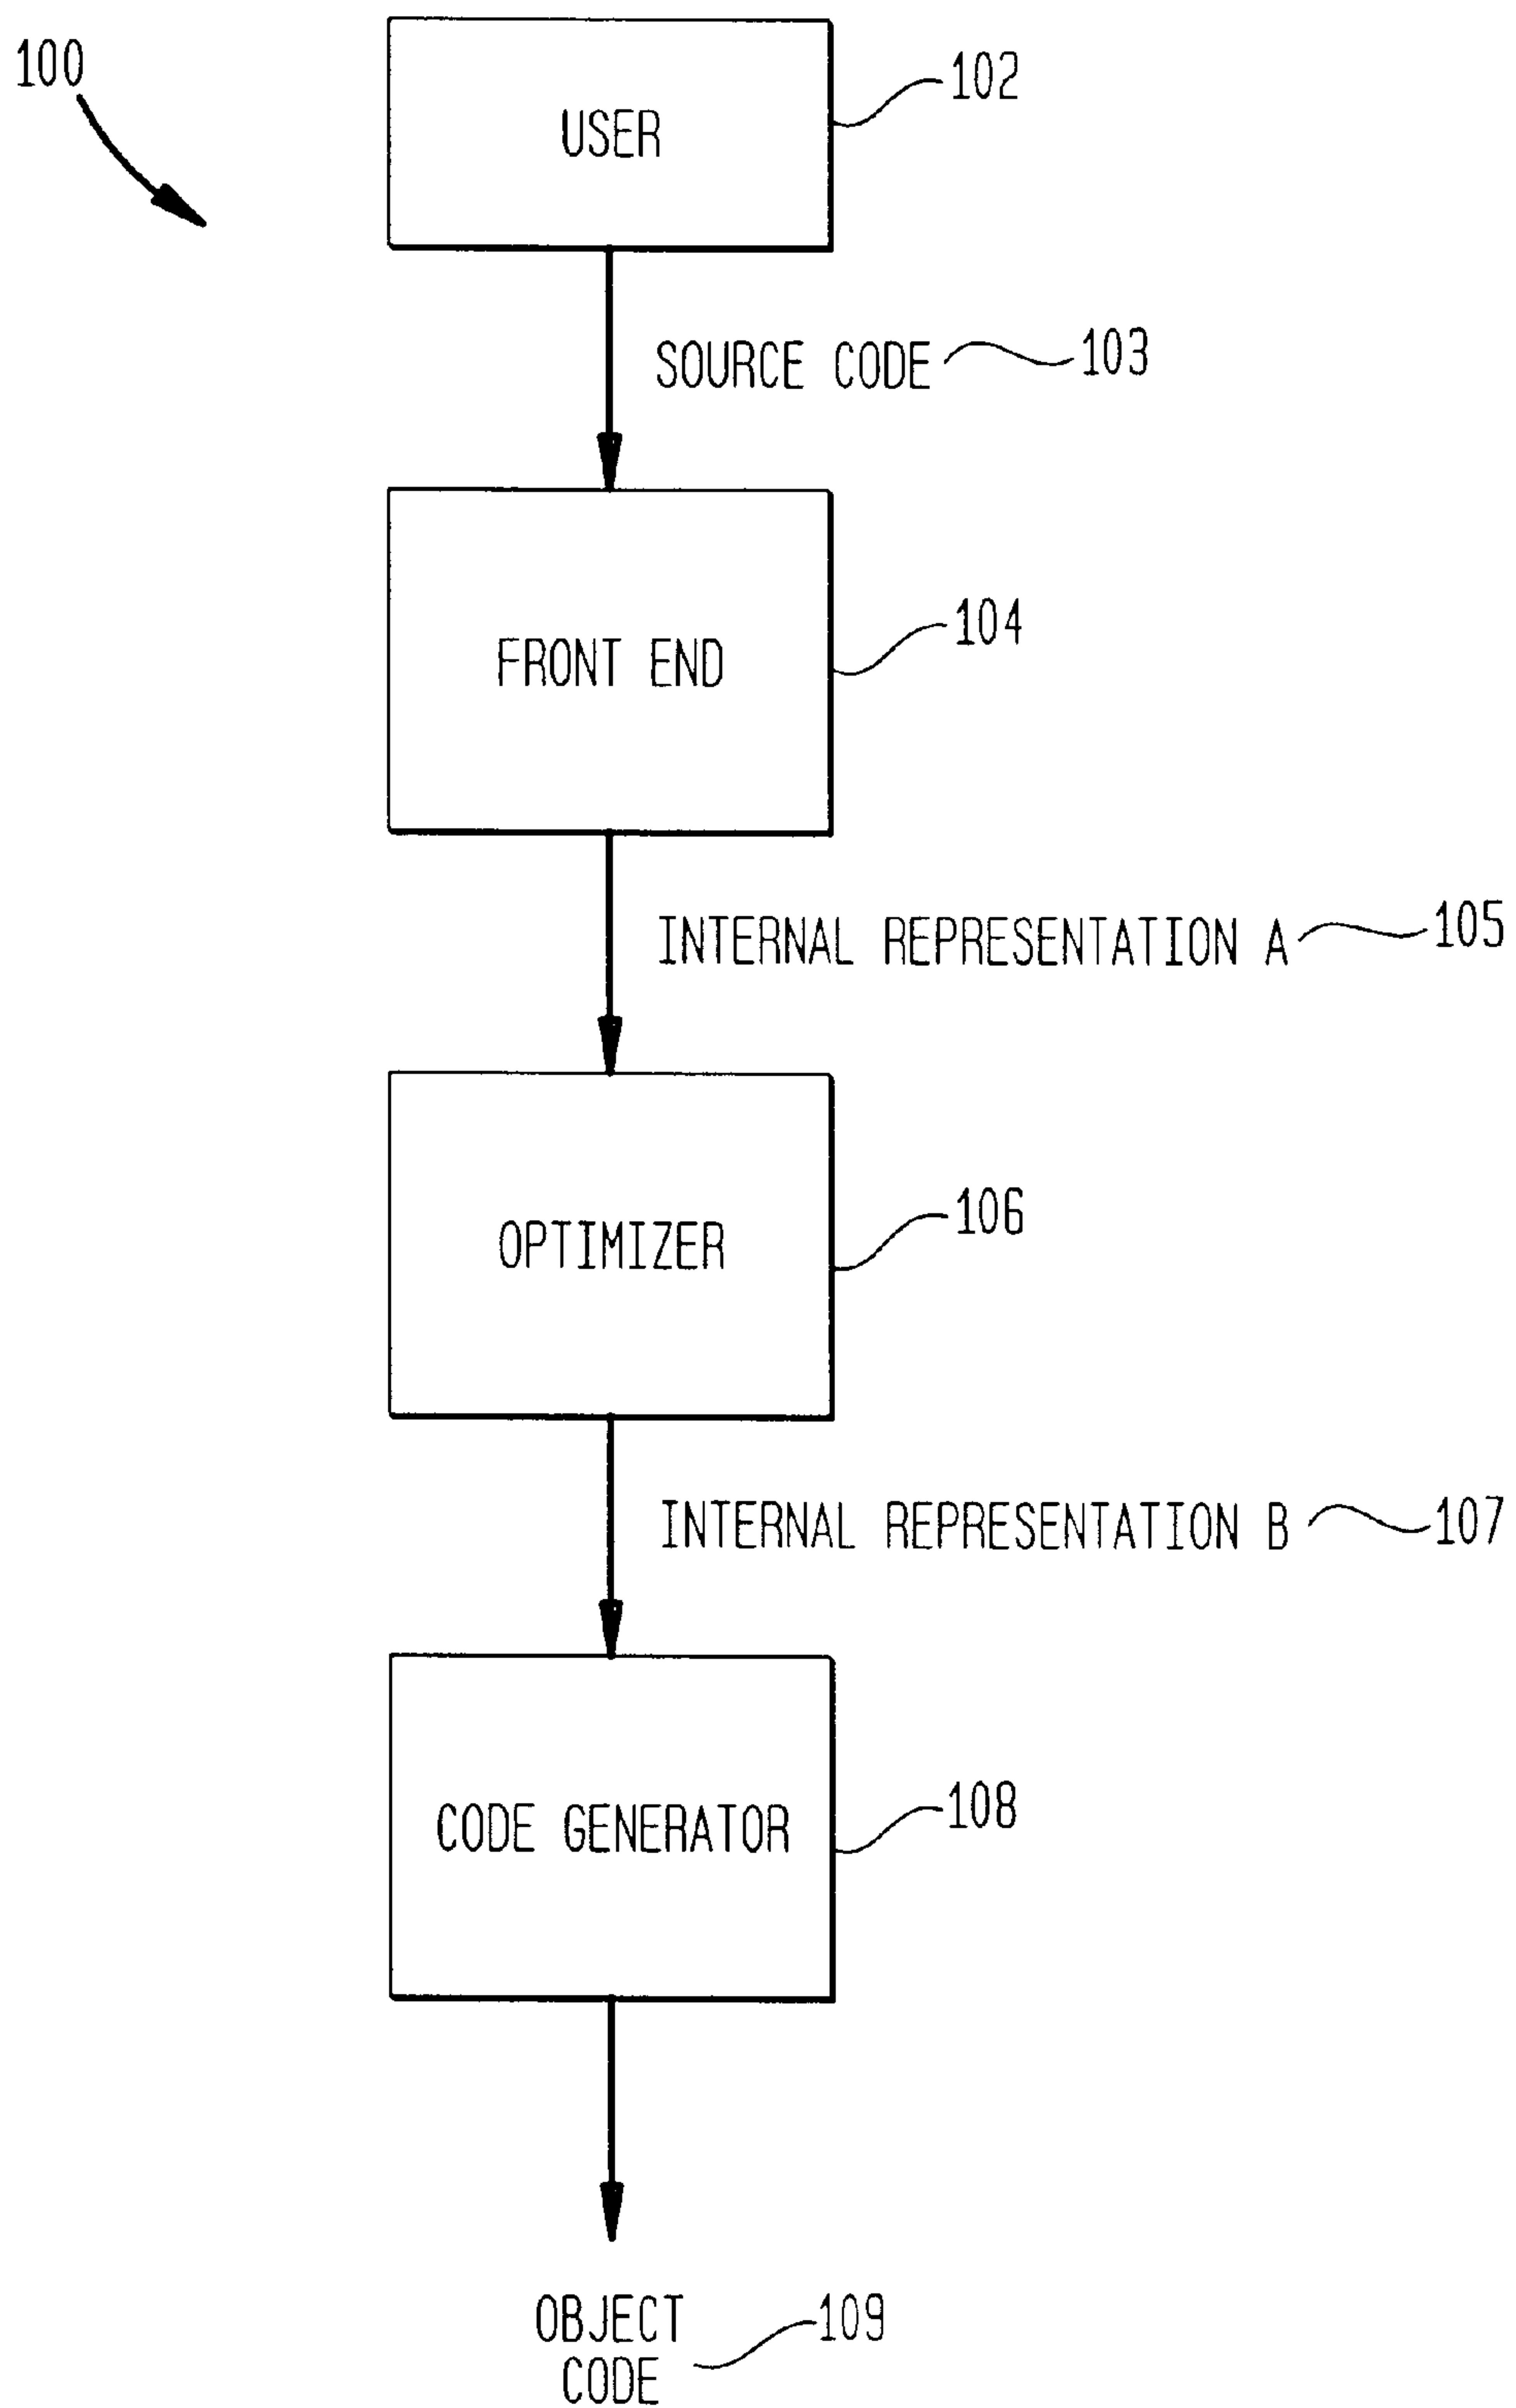 100
102
USER
SOURCE CODE 103
104
FRONT END
INTERNAL REPRESENTATION A 105
106
OPTIMIZER
INTERNAL REPRESENTATION B 107
108
CODE GENERATOR
OBJECT
CODE
109